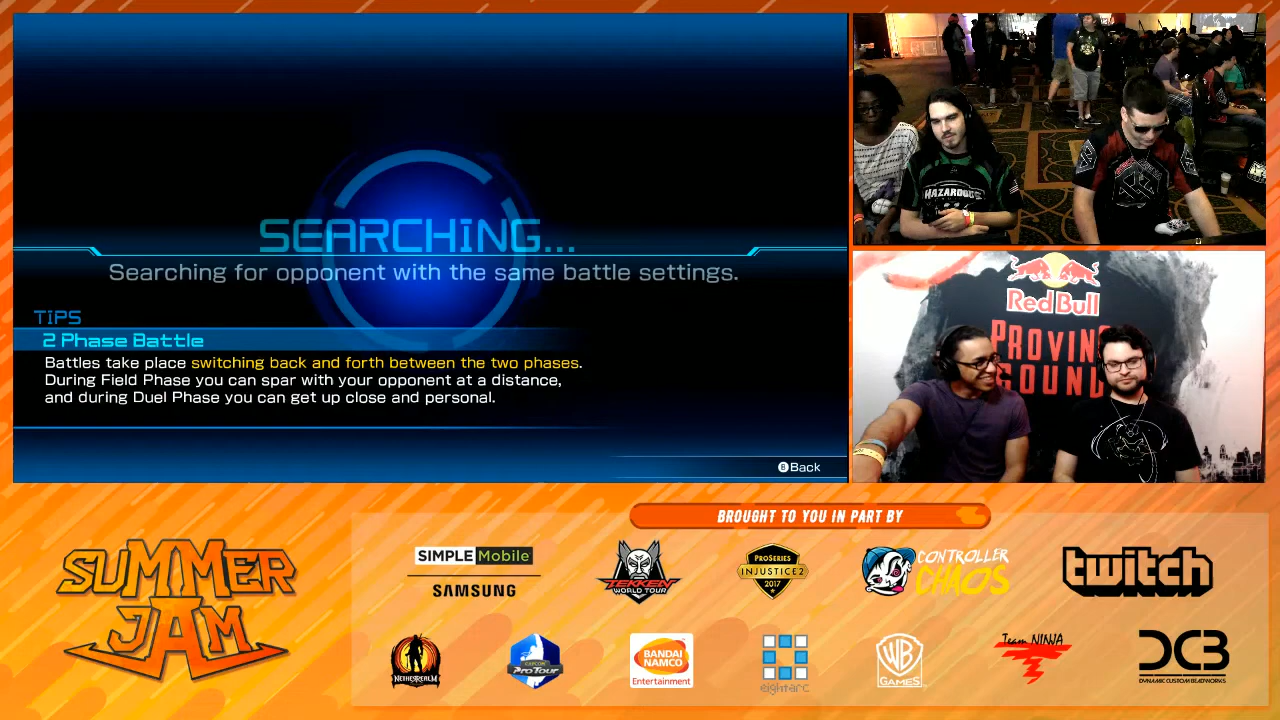 SEARCHiNG...
Searching for opponent with the same battle settings.
TiPS
2 Phase Battle
Battles take place switching back and forth between the two phases.
During Field Phase you can spar with your opponent at a distance,
and during Duel Phase you can get up close and personal.
B Back
HAZARDOUS
Red Bull
PROVING
GROUNDS
BROUGHT TO YOU IN PART BY
SUMMER
JAM
SIMPLE Mobile
SAMSUNG
TEKKEN
WORLD TOUR
PROSERIES
INJUSTICE 2
2017
CONTROLLER
CHAOS
twitch
NETHERREALM
CAPCOM
PRO TOUR
BANDAI
NAMCO
Entertainment
eightarc
WB
GAMES
Team NINJA
DCB
DYNAMIC CUSTOM BEADWORKS